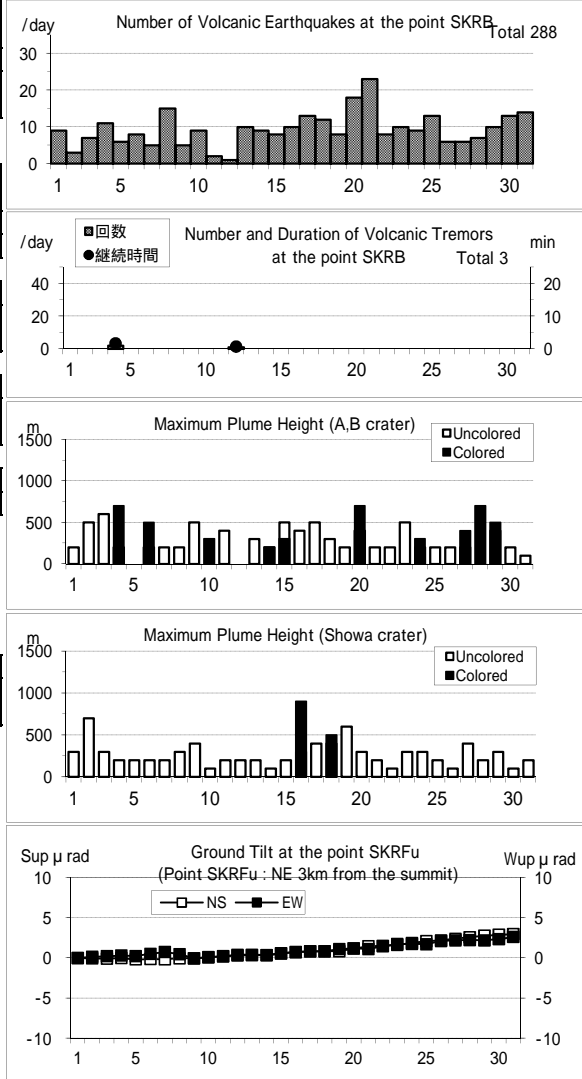 /day Number of Volcanic Earthquakes at the point SKRB Total 288
30
20
10
0
1 5 10 15 20 25 30
/day ■回数 Number and Duration of Volcanic Tremors min
●継続時間 at the point SKRB Total 3
40 20
20 10
0 0
1 5 10 15 20 25 30
m Maximum Plume Height (A,B crater)
1500 □Uncolored
1000 ■Colored
500
0
1 5 10 15 20 25 30
m Maximum Plume Height (Showa crater)
1500 □Uncolored
1000 ■Colored
500
0
1 5 10 15 20 25 30
Sup μ rad Ground Tilt at the point SKRFu Wup μ rad
(Point SKRFu : NE 3km from the summit)
10 10
NS EW
5 5
0 0
-5 -5
-10 -10
1 5 10 15 20 25 30